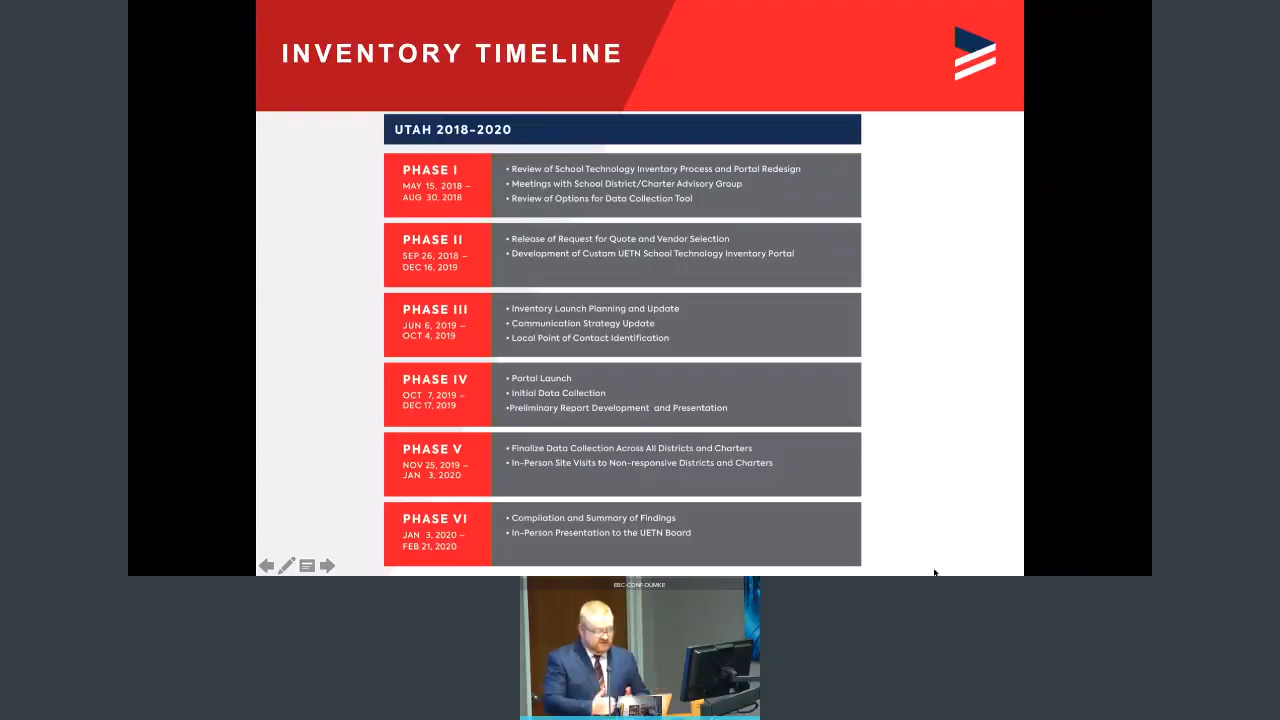 INVENTORY TIMELINE
UTAH 2018-2020
PHASE I
MAY 15, 2018 –
AUG 30, 2018
• Review of School Technology Inventory Process and Portal Redesign
• Meetings with School District/Charter Advisory Group
• Review of Options for Data Collection Tool
PHASE II
SEP 26, 2018 –
DEC 16, 2019
• Release of Request for Quote and Vendor Selection
• Development of Custom UETN School Technology Inventory Portal
PHASE III
JUN 6, 2019 –
OCT 4, 2019
• Inventory Launch Planning and Update
• Communication Strategy Update
• Local Point of Contact Identification
PHASE IV
OCT 7, 2019 –
DEC 17, 2019
• Portal Launch
• Initial Data Collection
•Preliminary Report Development and Presentation
PHASE V
NOV 25, 2019 –
JAN 3, 2020
• Finalize Data Collection Across All Districts and Charters
• In-Person Site Visits to Non-responsive Districts and Charters
PHASE VI
JAN 3, 2020 –
FEB 21, 2020
• Compilation and Summary of Findings
• In-Person Presentation to the UETN Board
EBC-CONF-DUMKE